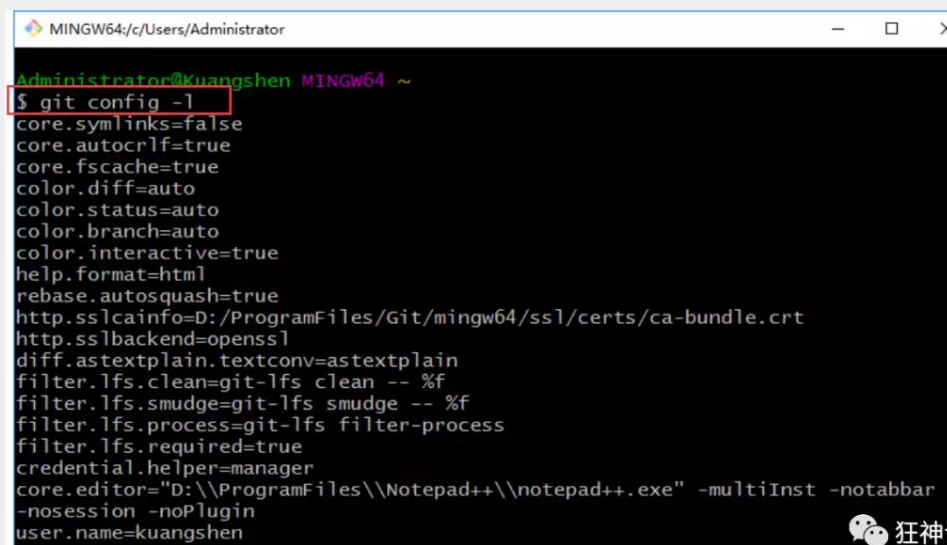 MINGW64:/c/Users/Administrator
Administrator@Kuangshen MINGW64 ~
$ git config -l
core.symlinks=false
core.autocrlf=true
core.fscache=true
color.diff=auto
color.status=auto
color.branch=auto
color.interactive=true
help.format=html
rebase.autosquash=true
http.sslcainfo=D:/ProgramFiles/Git/mingw64/ssl/certs/ca-bundle.crt
http.sslbackend=openssl
diff.astextplain.textconv=astextplain
filter.lfs.clean=git-lfs clean -- %f
filter.lfs.smudge=git-lfs smudge -- %f
filter.lfs.process=git-lfs filter-process
filter.lfs.required=true
credential.helper=manager
core.editor="D:\\ProgramFiles\\Notepad++\\notepad++.exe" -multiInst -notabbar
-nosession -noPlugin
user.name=kuangshen
狂神